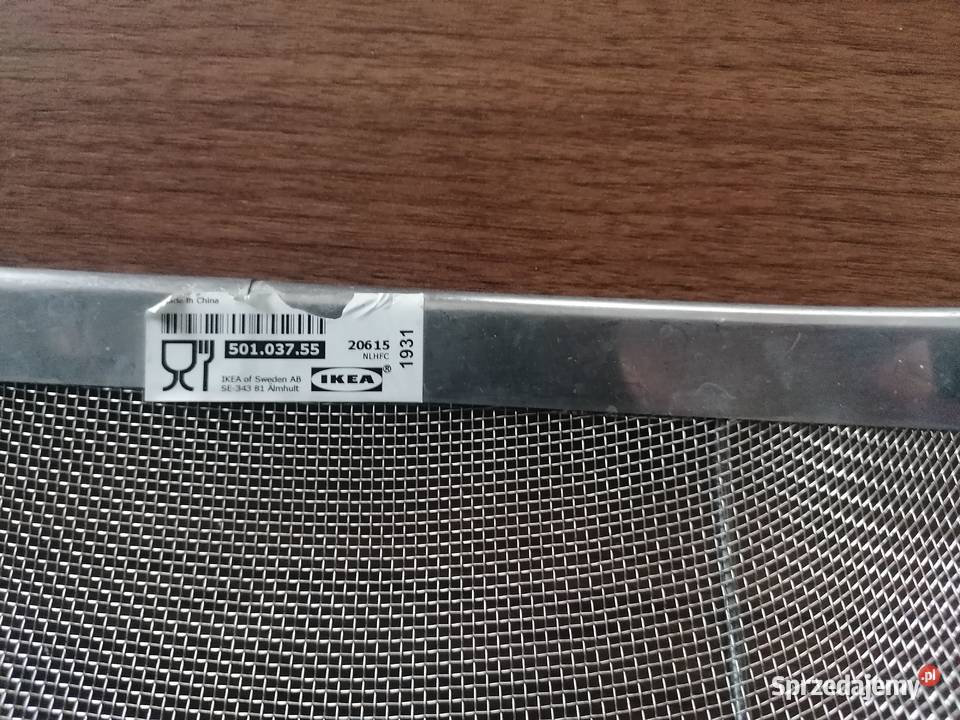 Made in China
501.037.55
20615
NLHFC
1931
IKEA of Sweden AB
SE-343 81 Älmhult
IKEA®
Sprzedajemy.pl